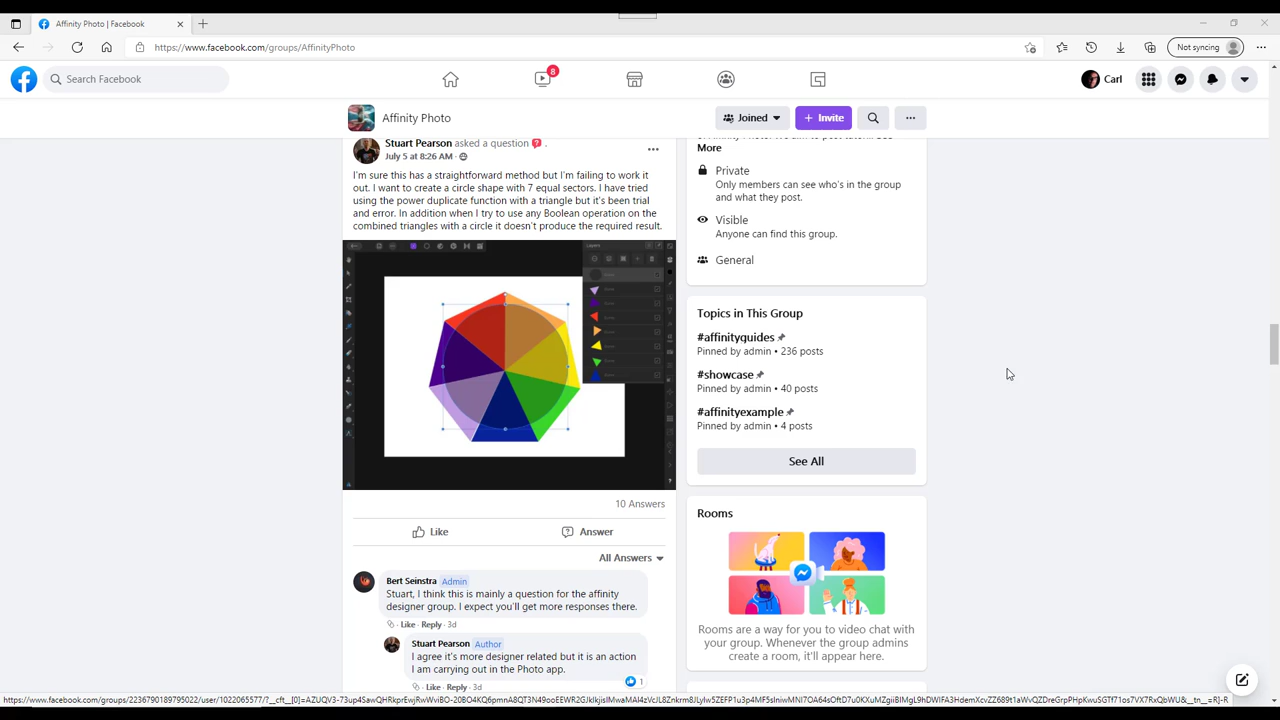 Affinity Photo | Facebook
https://www.facebook.com/groups/AffinityPhoto
Not syncing
Search Facebook
8
Carl
Affinity Photo
Joined
+ Invite
Stuart Pearson asked a question .
July 5 at 8:26 AM ·
I'm sure this has a straightforward method but I'm failing to work it
out. I want to create a circle shape with 7 equal sectors. I have tried
using the power duplicate function with a triangle but it's been trial
and error. In addition when I try to use any Boolean operation on the
combined triangles with a circle it doesn't produce the required result.
Layers
10 Answers
Like
Answer
All Answers
Bert Seinstra Admin
Stuart, I think this is mainly a question for the affinity
designer group. I expect you'll get more responses there.
· Like · Reply · 3d
Stuart Pearson Author
I agree it's more designer related but it is an action
I am carrying out in the Photo app.
1
· Like · Reply · 3d
More
Private
Only members can see who's in the group
and what they post.
Visible
Anyone can find this group.
General
Topics in This Group
#affinityguides
Pinned by admin • 236 posts
#showcase
Pinned by admin • 40 posts
#affinityexample
Pinned by admin • 4 posts
See All
Rooms
Rooms are a way for you to video chat with
your group. Whenever the group admins
create a room, it'll appear here.